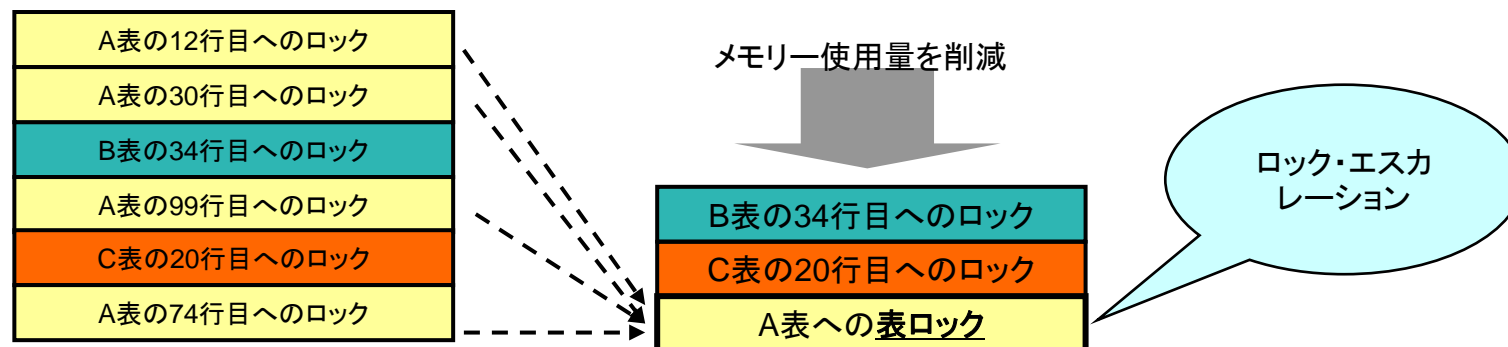 A表の12行目へのロック
A表の30行目へのロック
B表の34行目へのロック
A表の99行目へのロック
C表の20行目へのロック
A表の74行目へのロック
メモリー使用量を削減
B表の34行目へのロック
C表の20行目へのロック
A表への表ロック
ロック・エスカ
レーション